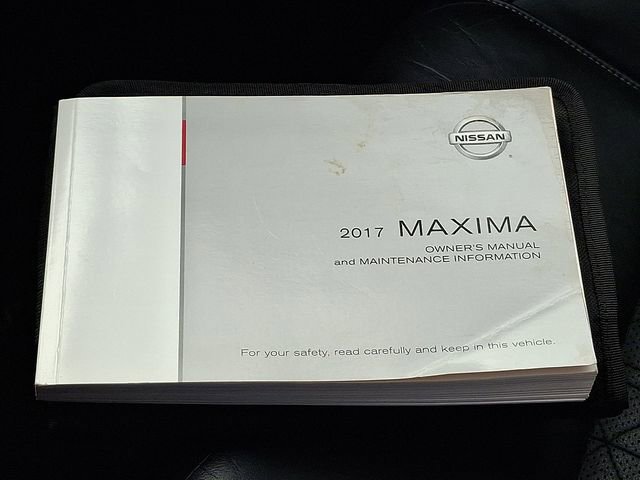 NISSAN
2017 MAXIMA
OWNER'S MANUAL
and MAINTENANCE INFORMATION
For your safety, read carefully and keep in this vehicle.